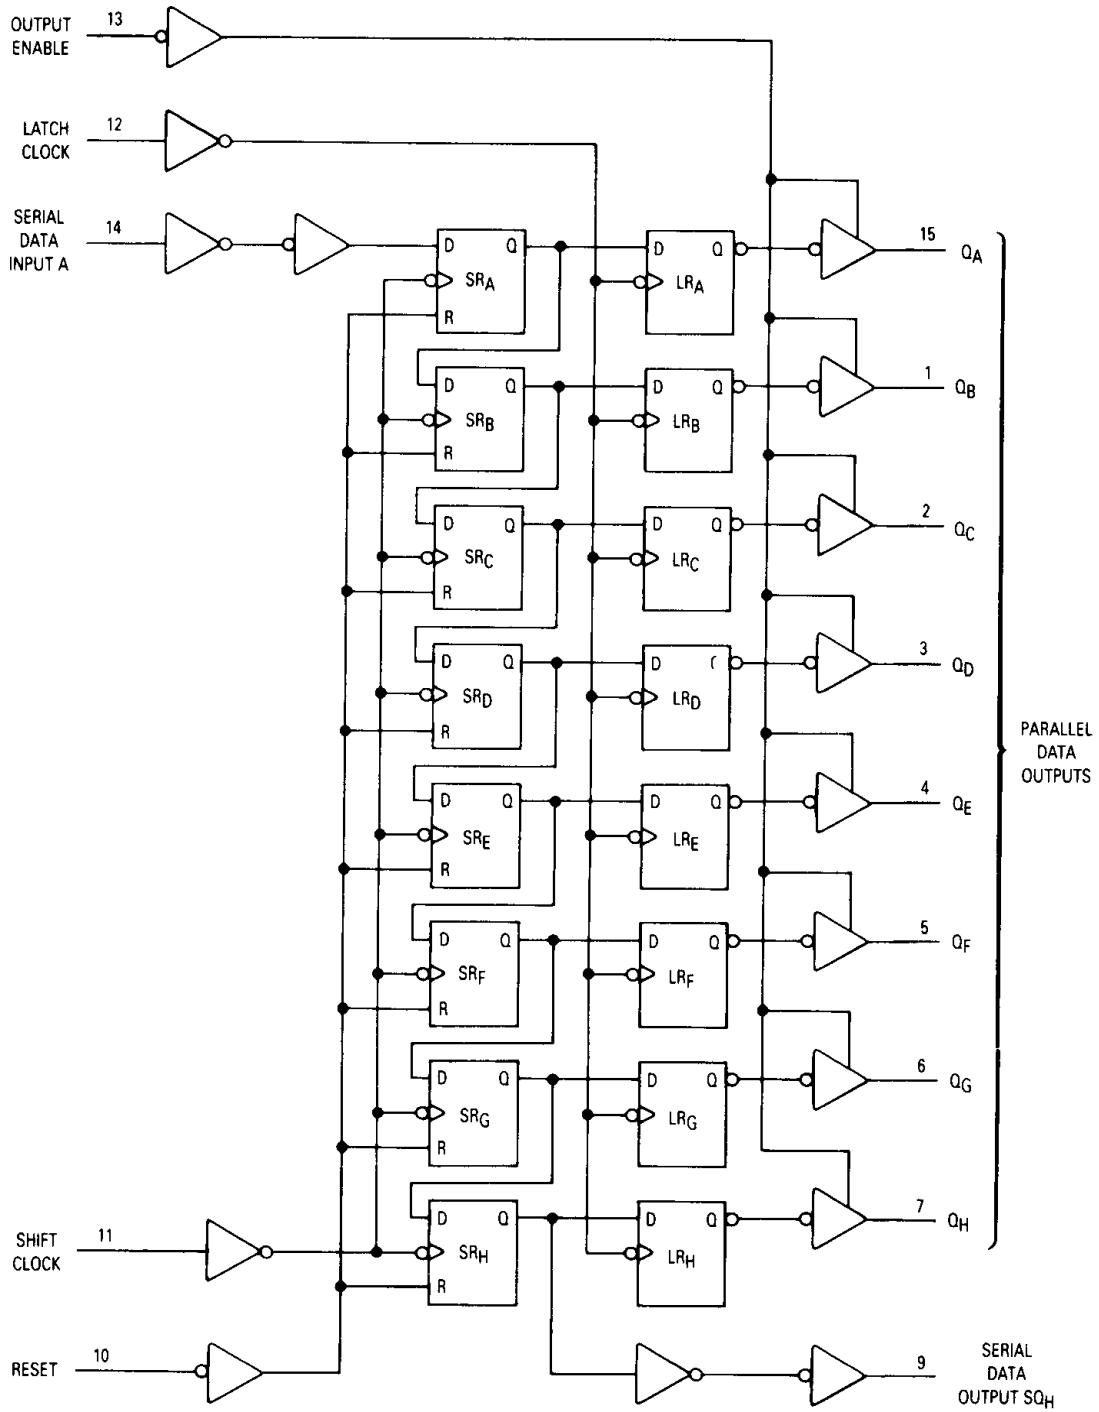 OUTPUT ENABLE
13
LATCH CLOCK
12
SERIAL DATA INPUT A
14
D Q
SRA
R
D Q
LRA
15
QA
D Q
SRB
R
D Q
LRB
1
QB
D Q
SRC
R
D Q
LRC
2
QC
D Q
SRD
R
D
LRD
3
QD
PARALLEL DATA OUTPUTS
D Q
SRE
R
D Q
LRE
4
QE
D Q
SRF
R
D Q
LRF
5
QF
D Q
SRG
R
D Q
LRG
6
QG
D Q
SRH
R
D Q
LRH
7
QH
SHIFT CLOCK
11
RESET
10
9
SERIAL DATA OUTPUT SQH